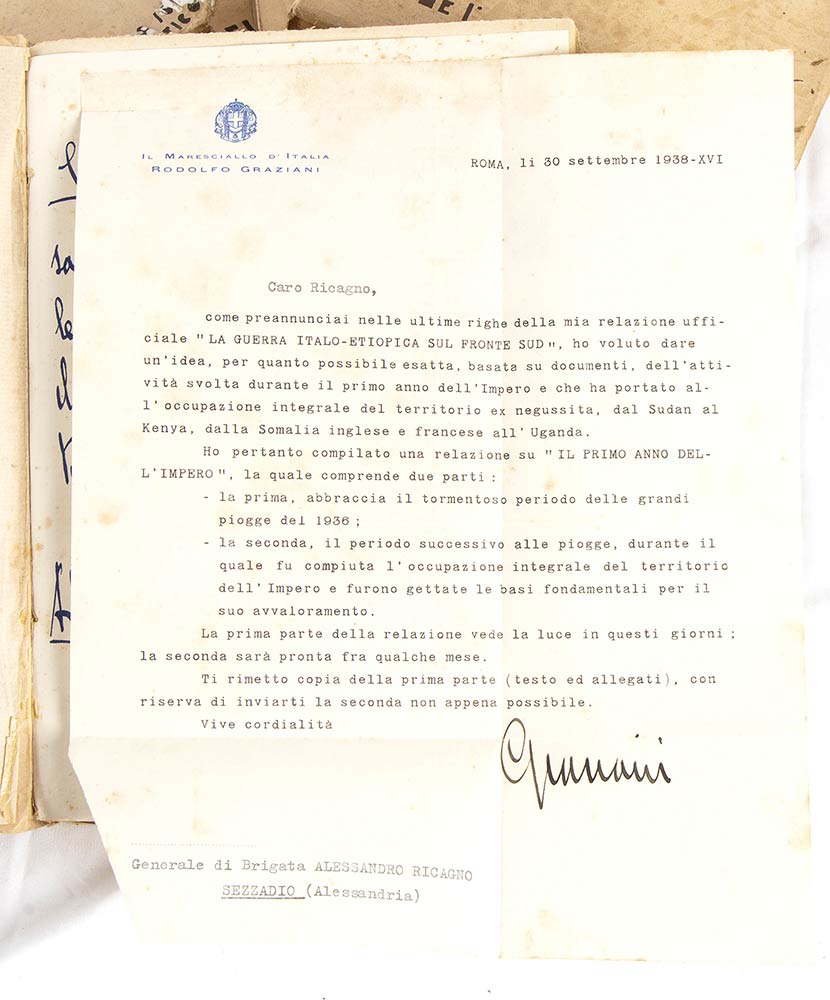 IL MARESCIALLO D'ITALIA
RODOLFO GRAZIANI
ROMA, li 30 settembre 1938-XVI
Caro Ricagno,
come preannunciai nelle ultime righe della mia relazione uffi-
ciale "LA GUERRA ITALO-ETIOPICA SUL FRONTE SUD", ho voluto dare
un'idea, per quanto possibile esatta, basata su documenti, dell'atti-
vità svolta durante il primo anno dell'Impero e che ha portato al-
l'occupazione integrale del territorio ex negussita, dal Sudan al
Kenya, dalla Somalia inglese e francese all'Uganda.
Ho pertanto compilato una relazione su "IL PRIMO ANNO DEL-
L'IMPERO", la quale comprende due parti:
- la prima, abbraccia il tormentoso periodo delle grandi
piogge del 1936;
- la seconda, il periodo successivo alle piogge, durante il
quale fu compiuta l'occupazione integrale del territorio
dell'Impero e furono gettate le basi fondamentali per il
suo avvaloramento.
La prima parte della relazione vede la luce in questi giorni;
la seconda sarà pronta fra qualche mese.
Ti rimetto copia della prima parte (testo ed allegati), con
riserva di inviarti la seconda non appena possibile.
Vive cordialità
Graziani
Generale di Brigata ALESSANDRO RICAGNO
SEZZADIO (Alessandria)